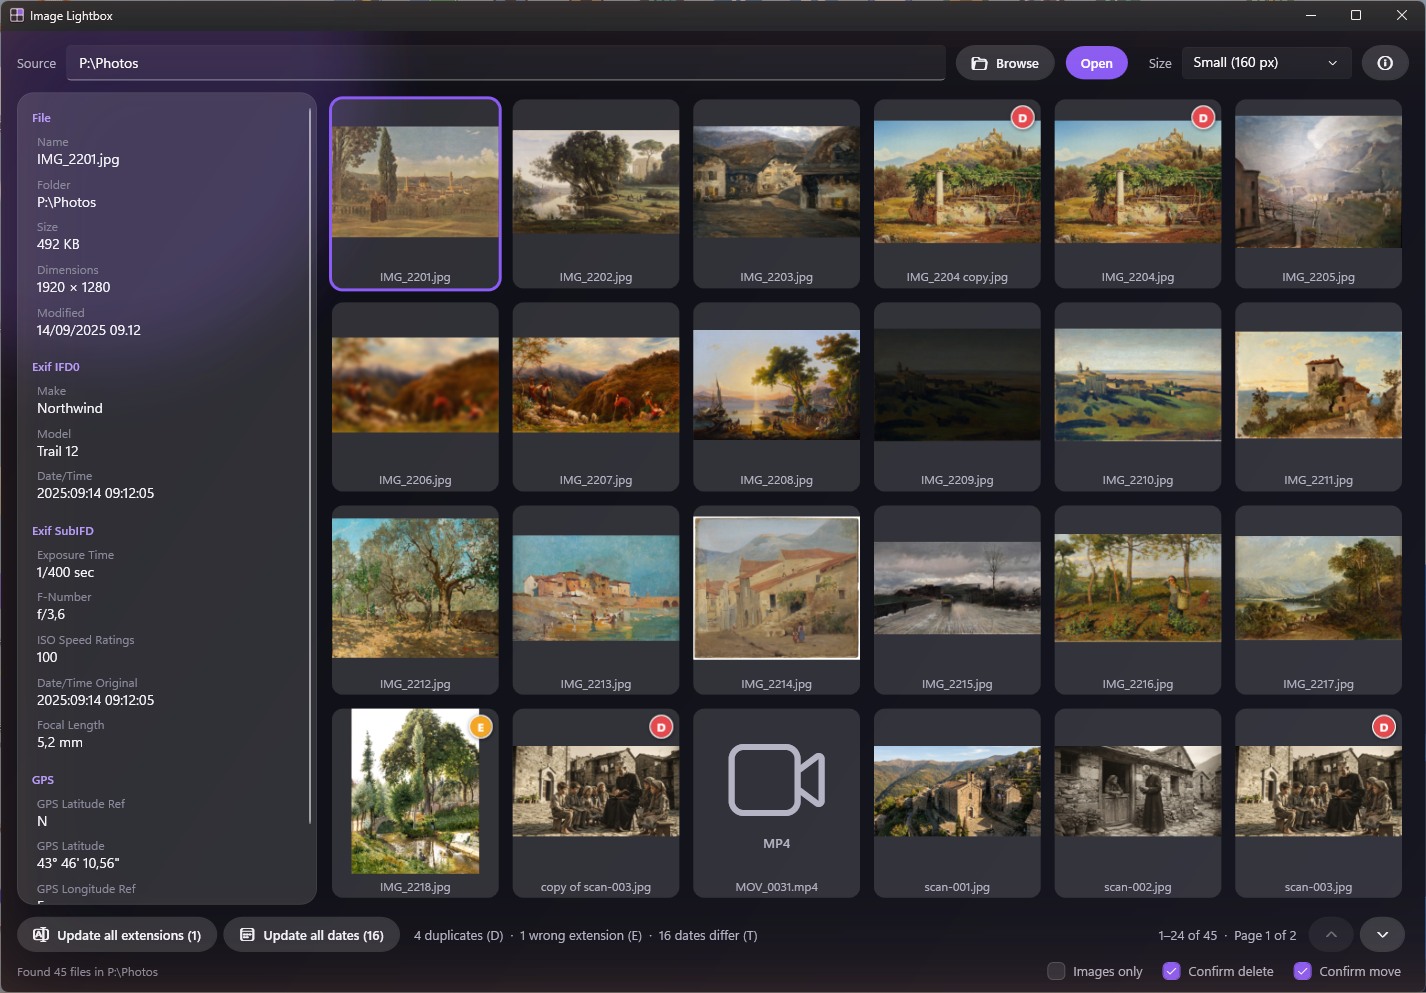 Image Lightbox
Source
P:\Photos
Browse
Open
Size
Small (160 px)
File
Name
IMG_2201.jpg
Folder
P:\Photos
Size
492 KB
Dimensions
1920 × 1280
Modified
14/09/2025 09.12
Exif IFD0
Make
Northwind
Model
Trail 12
Date/Time
2025:09:14 09:12:05
Exif SubIFD
Exposure Time
1/400 sec
F-Number
f/3,6
ISO Speed Ratings
100
Date/Time Original
2025:09:14 09:12:05
Focal Length
5,2 mm
GPS
GPS Latitude Ref
N
GPS Latitude
43° 46' 10,56"
GPS Longitude Ref
D D
IMG_2201.jpg IMG_2202.jpg IMG_2203.jpg IMG_2204 copy.jpg IMG_2204.jpg IMG_2205.jpg
IMG_2206.jpg IMG_2207.jpg IMG_2208.jpg IMG_2209.jpg IMG_2210.jpg IMG_2211.jpg
IMG_2212.jpg IMG_2213.jpg IMG_2214.jpg IMG_2215.jpg IMG_2216.jpg IMG_2217.jpg
E D D
MP4
IMG_2218.jpg copy of scan-003.jpg MOV_0031.mp4 scan-001.jpg scan-002.jpg scan-003.jpg
Update all extensions (1)
Update all dates (16)
4 duplicates (D) · 1 wrong extension (E) · 16 dates differ (T)
1–24 of 45 · Page 1 of 2
Found 45 files in P:\Photos
Images only
Confirm delete
Confirm move